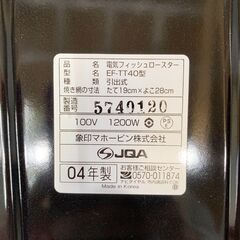 品名 電気フィッシュロースター
型名 EF-TT40型
種類 引出式
焼き網の寸法 たて19cm×よこ28cm
製造番号 5740120
100V 1200W
PS E
象印マホービン株式会社
JQA
04年製
Made in Korea
お客様ご相談センター
0570-011874